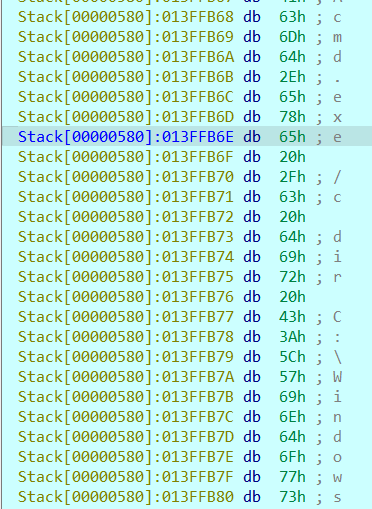 Stack[00000580]:013FFB68 db 63h ; c
Stack[00000580]:013FFB69 db 6Dh ; m
Stack[00000580]:013FFB6A db 64h ; d
Stack[00000580]:013FFB6B db 2Eh ; .
Stack[00000580]:013FFB6C db 65h ; e
Stack[00000580]:013FFB6D db 78h ; x
Stack[00000580]:013FFB6E db 65h ; e
Stack[00000580]:013FFB6F db 20h
Stack[00000580]:013FFB70 db 2Fh ; /
Stack[00000580]:013FFB71 db 63h ; c
Stack[00000580]:013FFB72 db 20h
Stack[00000580]:013FFB73 db 64h ; d
Stack[00000580]:013FFB74 db 69h ; i
Stack[00000580]:013FFB75 db 72h ; r
Stack[00000580]:013FFB76 db 20h
Stack[00000580]:013FFB77 db 43h ; C
Stack[00000580]:013FFB78 db 3Ah ; :
Stack[00000580]:013FFB79 db 5Ch ; \
Stack[00000580]:013FFB7A db 57h ; W
Stack[00000580]:013FFB7B db 69h ; i
Stack[00000580]:013FFB7C db 6Eh ; n
Stack[00000580]:013FFB7D db 64h ; d
Stack[00000580]:013FFB7E db 6Fh ; o
Stack[00000580]:013FFB7F db 77h ; w
Stack[00000580]:013FFB80 db 73h ; s